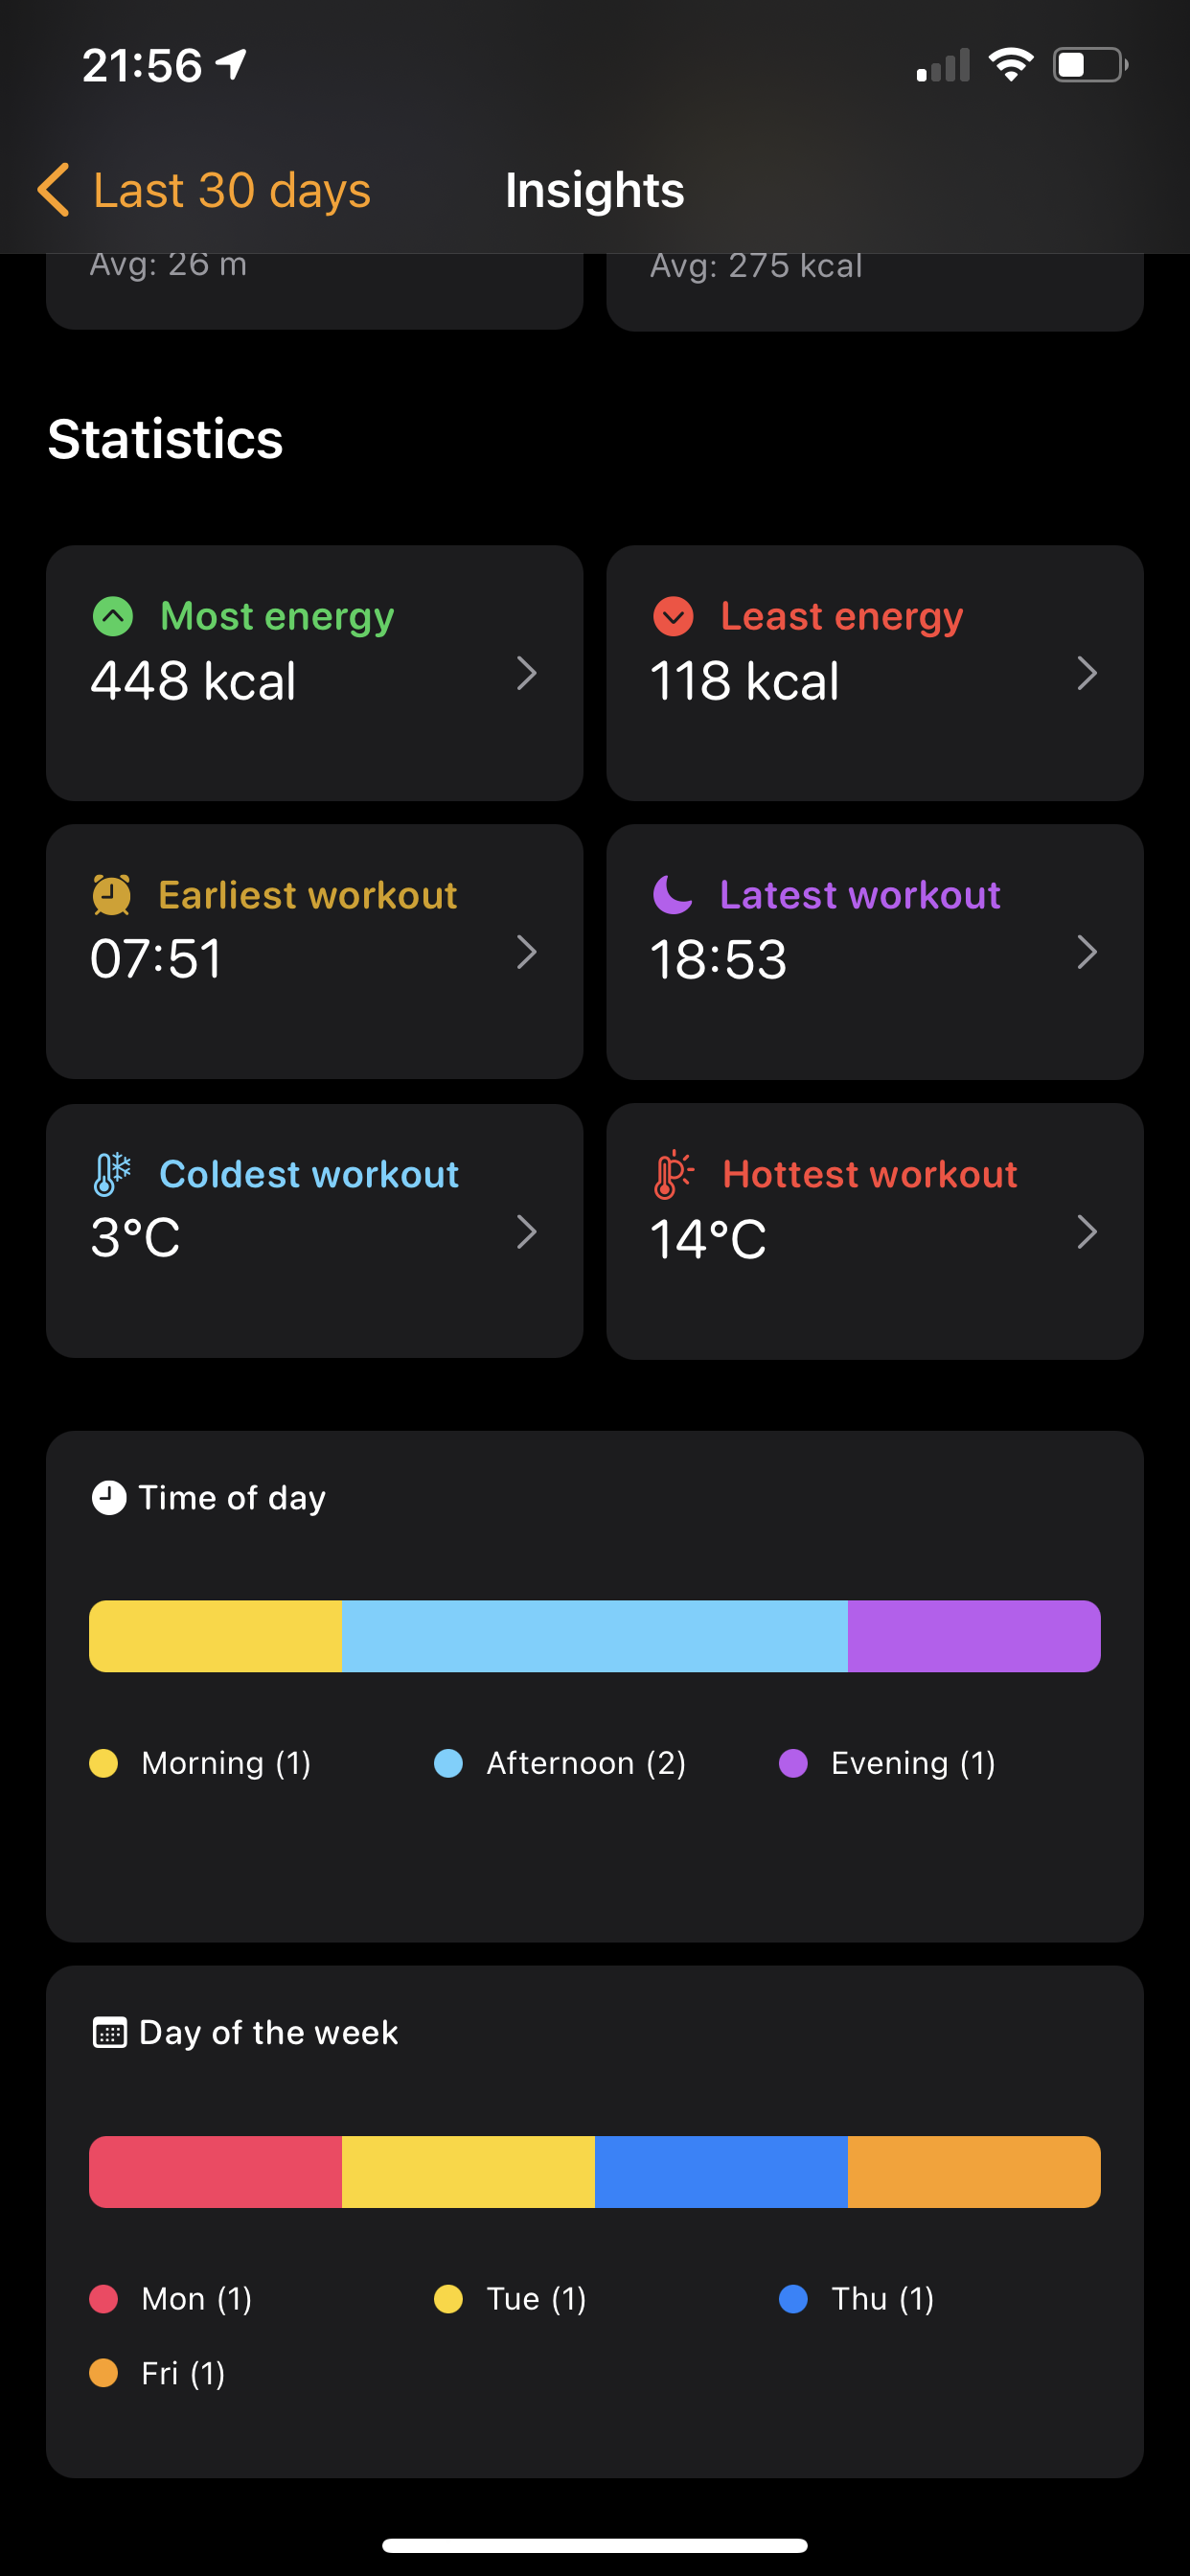 21:56
Last 30 days
Insights
Avg: 26 m
Avg: 275 kcal
Statistics
Most energy
448 kcal
Least energy
118 kcal
Earliest workout
07:51
Latest workout
18:53
Coldest workout
3°C
Hottest workout
14°C
Time of day
Morning (1)
Afternoon (2)
Evening (1)
Day of the week
Mon (1)
Tue (1)
Thu (1)
Fri (1)